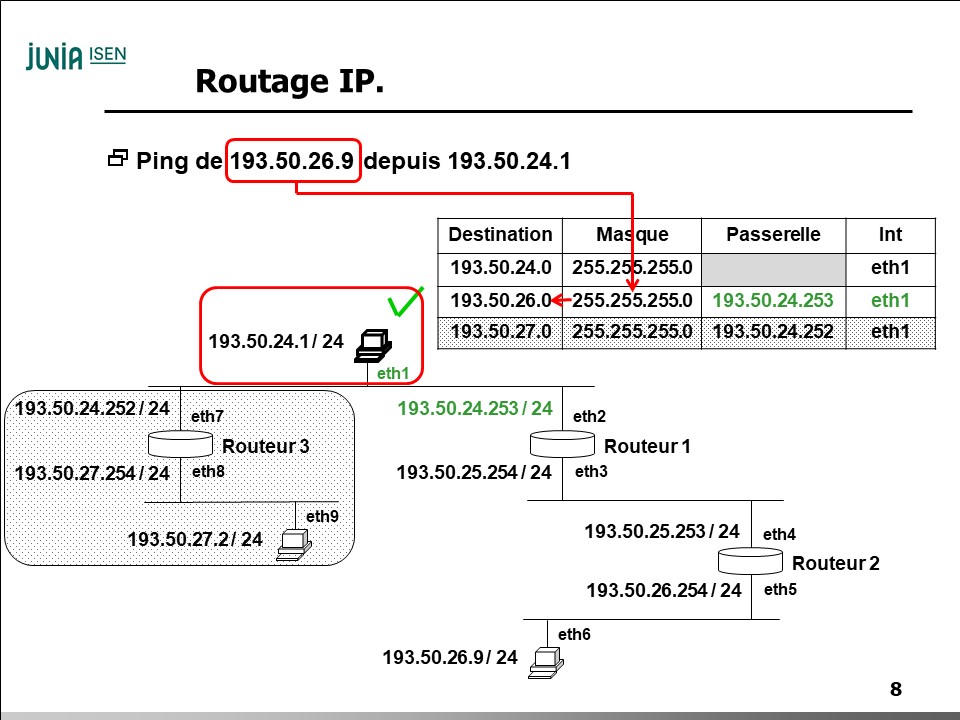 JUNIA ISEN
Routage IP.
Ping de 193.50.26.9 depuis 193.50.24.1
Destination Masque Passerelle Int
193.50.24.0 255.255.255.0 eth1
193.50.26.0 255.255.255.0 193.50.24.253 eth1
193.50.27.0 255.255.255.0 193.50.24.252 eth1
193.50.24.1 / 24
eth1
193.50.24.252 / 24 eth7
Routeur 3
193.50.27.254 / 24 eth8
eth9
193.50.27.2 / 24
193.50.24.253 / 24 eth2
Routeur 1
193.50.25.254 / 24 eth3
193.50.25.253 / 24 eth4
Routeur 2
193.50.26.254 / 24 eth5
eth6
193.50.26.9 / 24
8